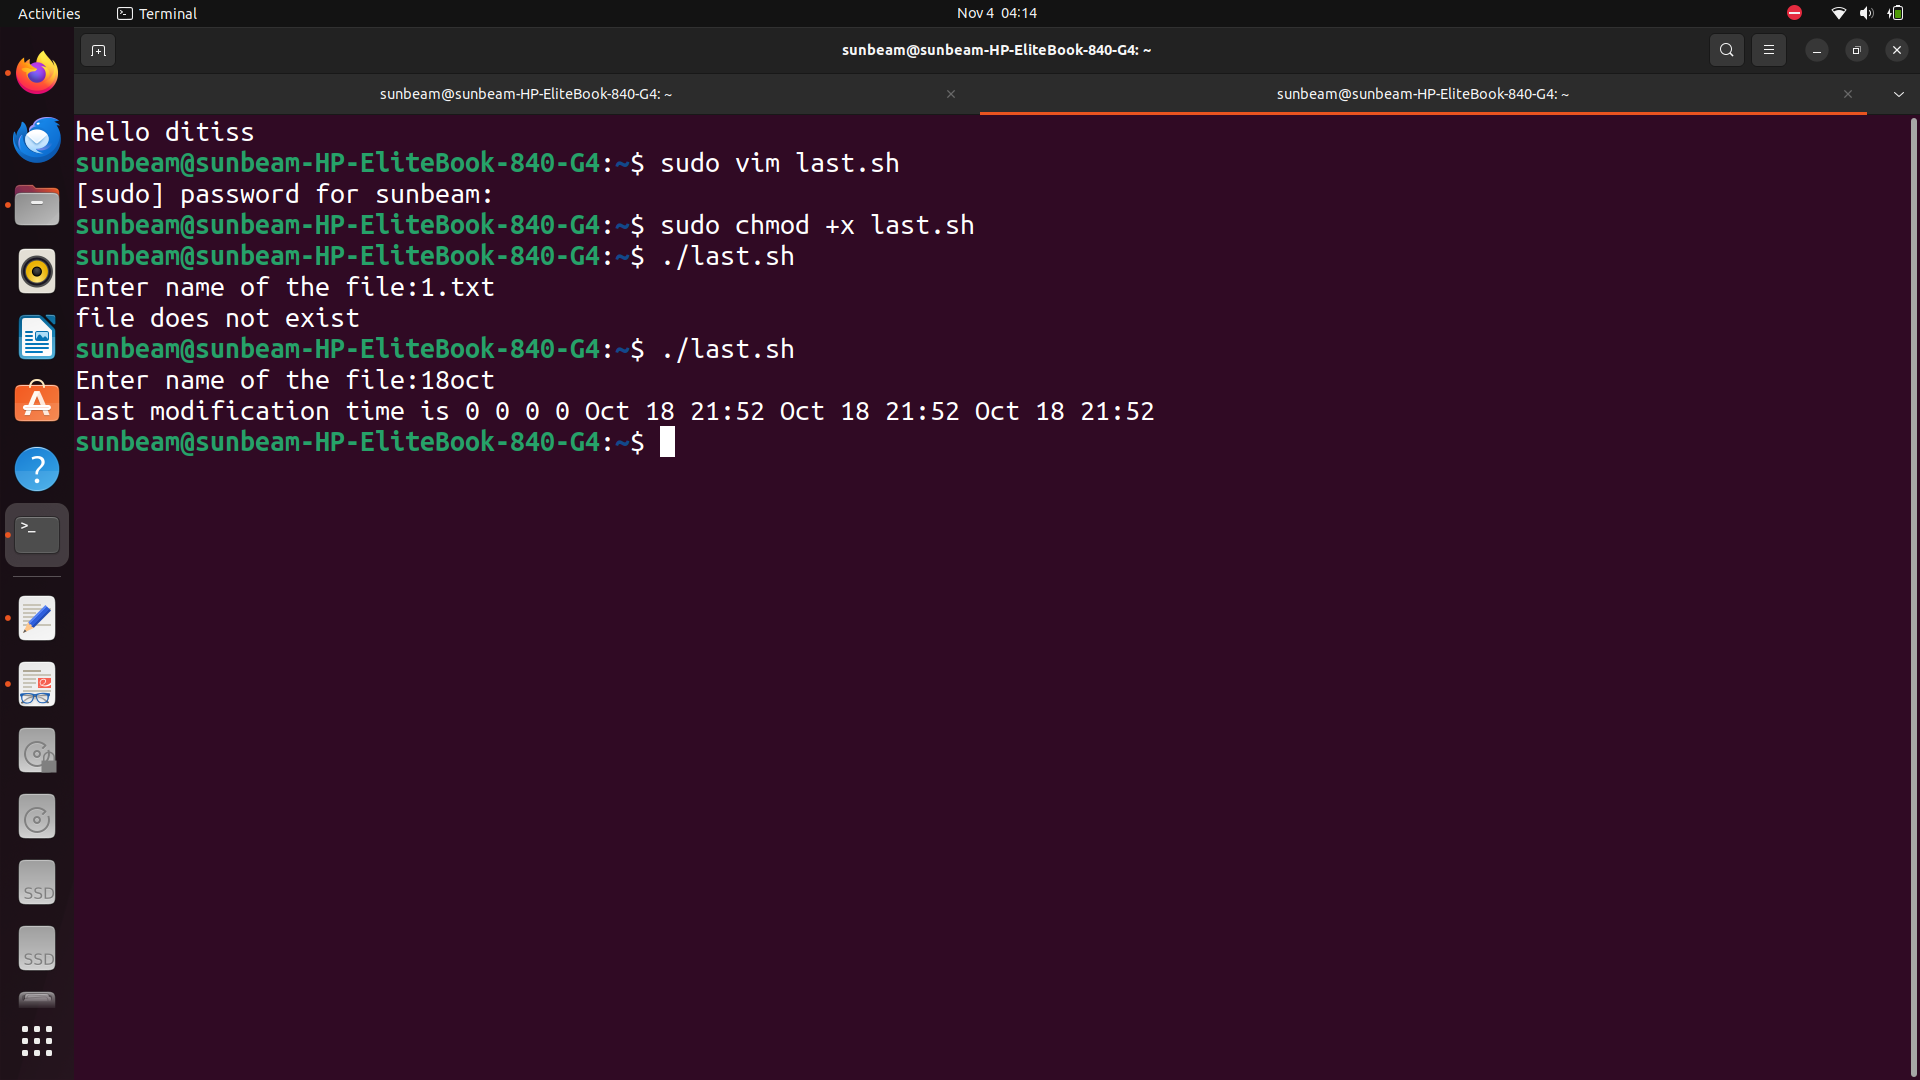 Activities Terminal Nov 4 04:14
sunbeam@sunbeam-HP-EliteBook-840-G4: ~
sunbeam@sunbeam-HP-EliteBook-840-G4: ~ sunbeam@sunbeam-HP-EliteBook-840-G4: ~
hello ditiss
sunbeam@sunbeam-HP-EliteBook-840-G4:~$ sudo vim last.sh
[sudo] password for sunbeam:
sunbeam@sunbeam-HP-EliteBook-840-G4:~$ sudo chmod +x last.sh
sunbeam@sunbeam-HP-EliteBook-840-G4:~$ ./last.sh
Enter name of the file:1.txt
file does not exist
sunbeam@sunbeam-HP-EliteBook-840-G4:~$ ./last.sh
Enter name of the file:18oct
Last modification time is 0 0 0 0 Oct 18 21:52 Oct 18 21:52 Oct 18 21:52
sunbeam@sunbeam-HP-EliteBook-840-G4:~$
SSD
SSD